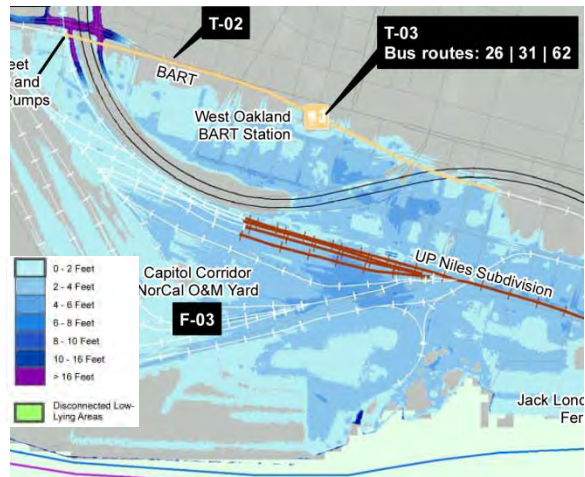 T-02
T-03
Bus routes: 26 | 31 | 62
eet
and
Pumps
BART
West Oakland
BART Station
UP Niles Subdivision
Capitol Corridor
NorCal O&M Yard
F-03
0 - 2 Feet
2 - 4 Feet
4 - 6 Feet
6 - 8 Feet
8 - 10 Feet
10 - 16 Feet
> 16 Feet
Disconnected Low-
Lying Areas
Jack Lond
Fer